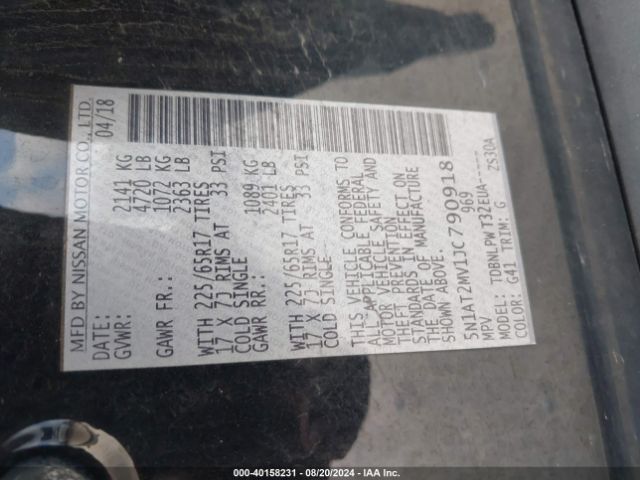 MFD BY NISSAN MOTOR CO., LTD.
DATE: 04/18
GVWR: 2141 KG
4720 LB
GAWR FR.: 1072 KG
2363 LB
WITH 225/65R17 TIRES
17 X 7J RIMS AT 33 PSI
COLD SINGLE
GAWR RR.: 1089 KG
2401 LB
WITH 225/65R17 TIRES
17 X 7J RIMS AT 33 PSI
COLD SINGLE
THIS VEHICLE CONFORMS TO
ALL APPLICABLE FEDERAL
MOTOR VEHICLE SAFETY AND
THEFT PREVENTION
STANDARDS IN EFFECT ON
THE DATE OF MANUFACTURE
SHOWN ABOVE.
5N1AT2MV1JC790918
MPV 969
MODEL: TDBNLPWT32EUA-----
COLOR: G41 TRIM: G ZS30A
000-40158231 - 08/20/2024 - IAA Inc.